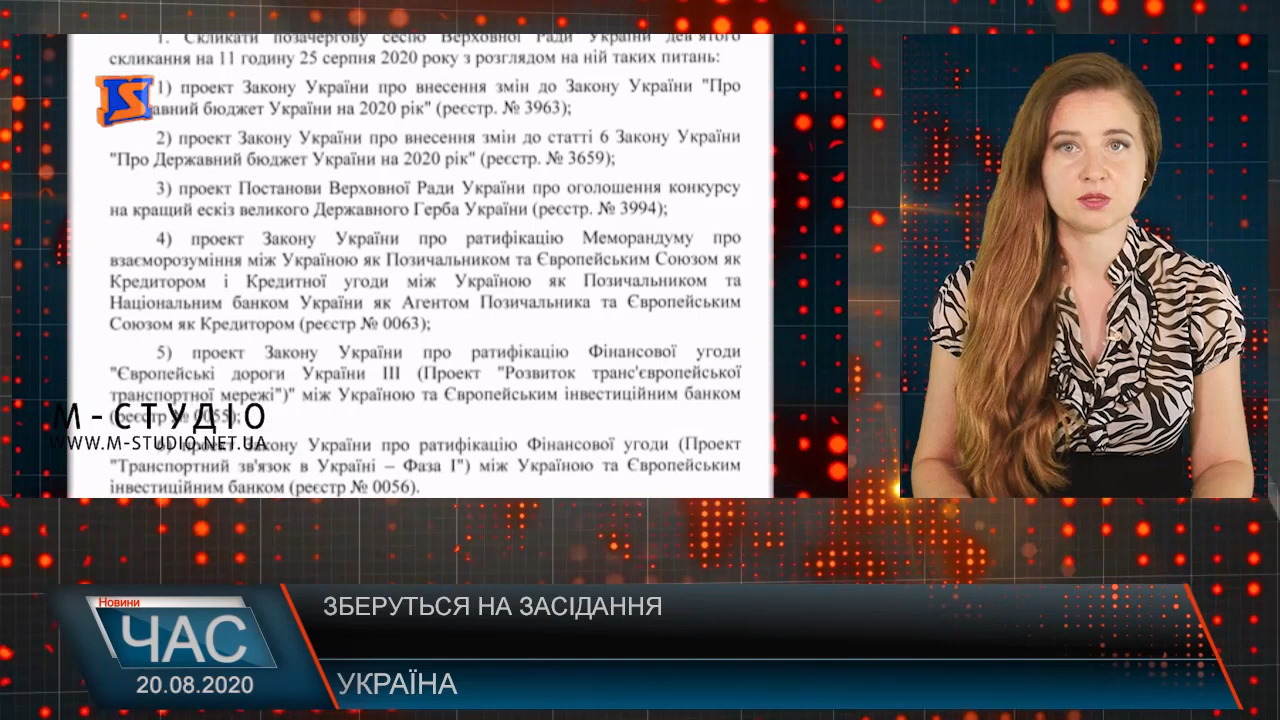 1. Скликати позачергову сесію Верховної Ради України дев'ятого
скликання на 11 годину 25 серпня 2020 року з розглядом на ній таких питань:
1) проект Закону України про внесення змін до Закону України "Про
авний бюджет України на 2020 рік" (реєстр. № 3963);
2) проект Закону України про внесення змін до статті 6 Закону України
"Про Державний бюджет України на 2020 рік" (реєстр. № 3659);
3) проект Постанови Верховної Ради України про оголошення конкурсу
на кращий ескіз великого Державного Герба України (реєстр. № 3994);
4) проект Закону України про ратифікацію Меморандуму про
взаєморозуміння між Україною як Позичальником та Європейським Союзом як
Кредитором і Кредитної угоди між Україною як Позичальником та
Національним банком України як Агентом Позичальника та Європейським
Союзом як Кредитором (реєстр № 0063);
5) проект Закону України про ратифікацію Фінансової угоди
"Європейські дороги України III (Проект "Розвиток транс'європейської
транспортної мережі")" між Україною та Європейським інвестиційним банком
М-СТУДІО
WWW.M-STUDIO.NET.UA
Закону України про ратифікацію Фінансової угоди (Проект
"Транспортний зв'язок в Україні – Фаза I") між Україною та Європейським
інвестиційним банком (реєстр № 0056).
Новини
ЧАС
20.08.2020
ЗБЕРУТЬСЯ НА ЗАСІДАННЯ
УКРАЇНА